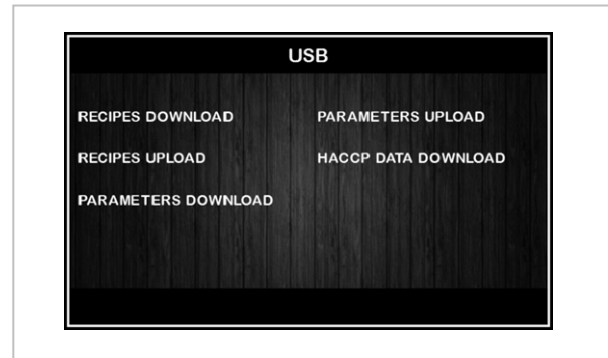 USB
RECIPES DOWNLOAD
RECIPES UPLOAD
PARAMETERS DOWNLOAD
PARAMETERS UPLOAD
HACCP DATA DOWNLOAD